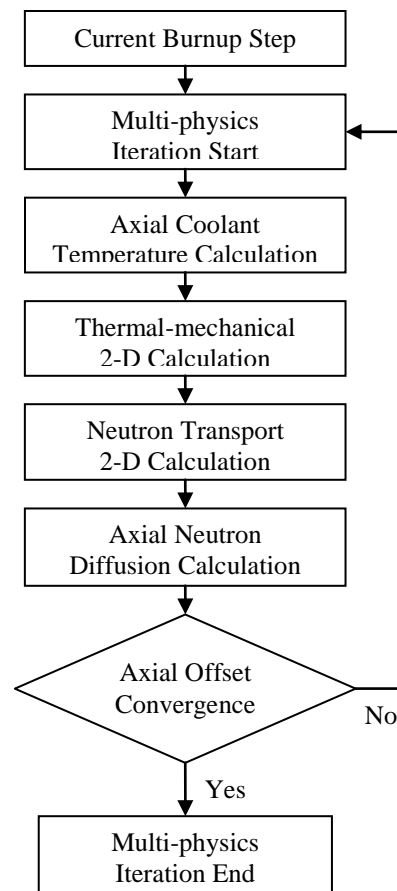 Current Burnup Step
Multi-physics
Iteration Start
Axial Coolant
Temperature Calculation
Thermal-mechanical
2-D Calculation
Neutron Transport
2-D Calculation
Axial Neutron
Diffusion Calculation
Axial Offset
Convergence
No
Yes
Multi-physics
Iteration End